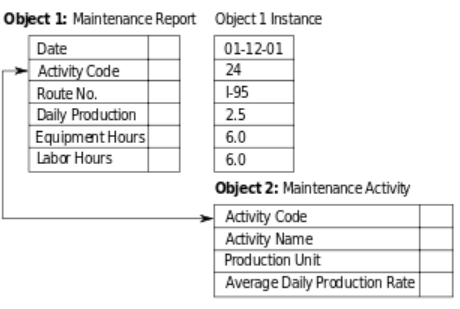 Object 1: Maintenance Report Object 1 Instance
Date 01-12-01
Activity Code 24
Route No. I-95
Daily Production 2.5
Equipment Hours 6.0
Labor Hours 6.0
Object 2: Maintenance Activity
Activity Code
Activity Name
Production Unit
Average Daily Production Rate